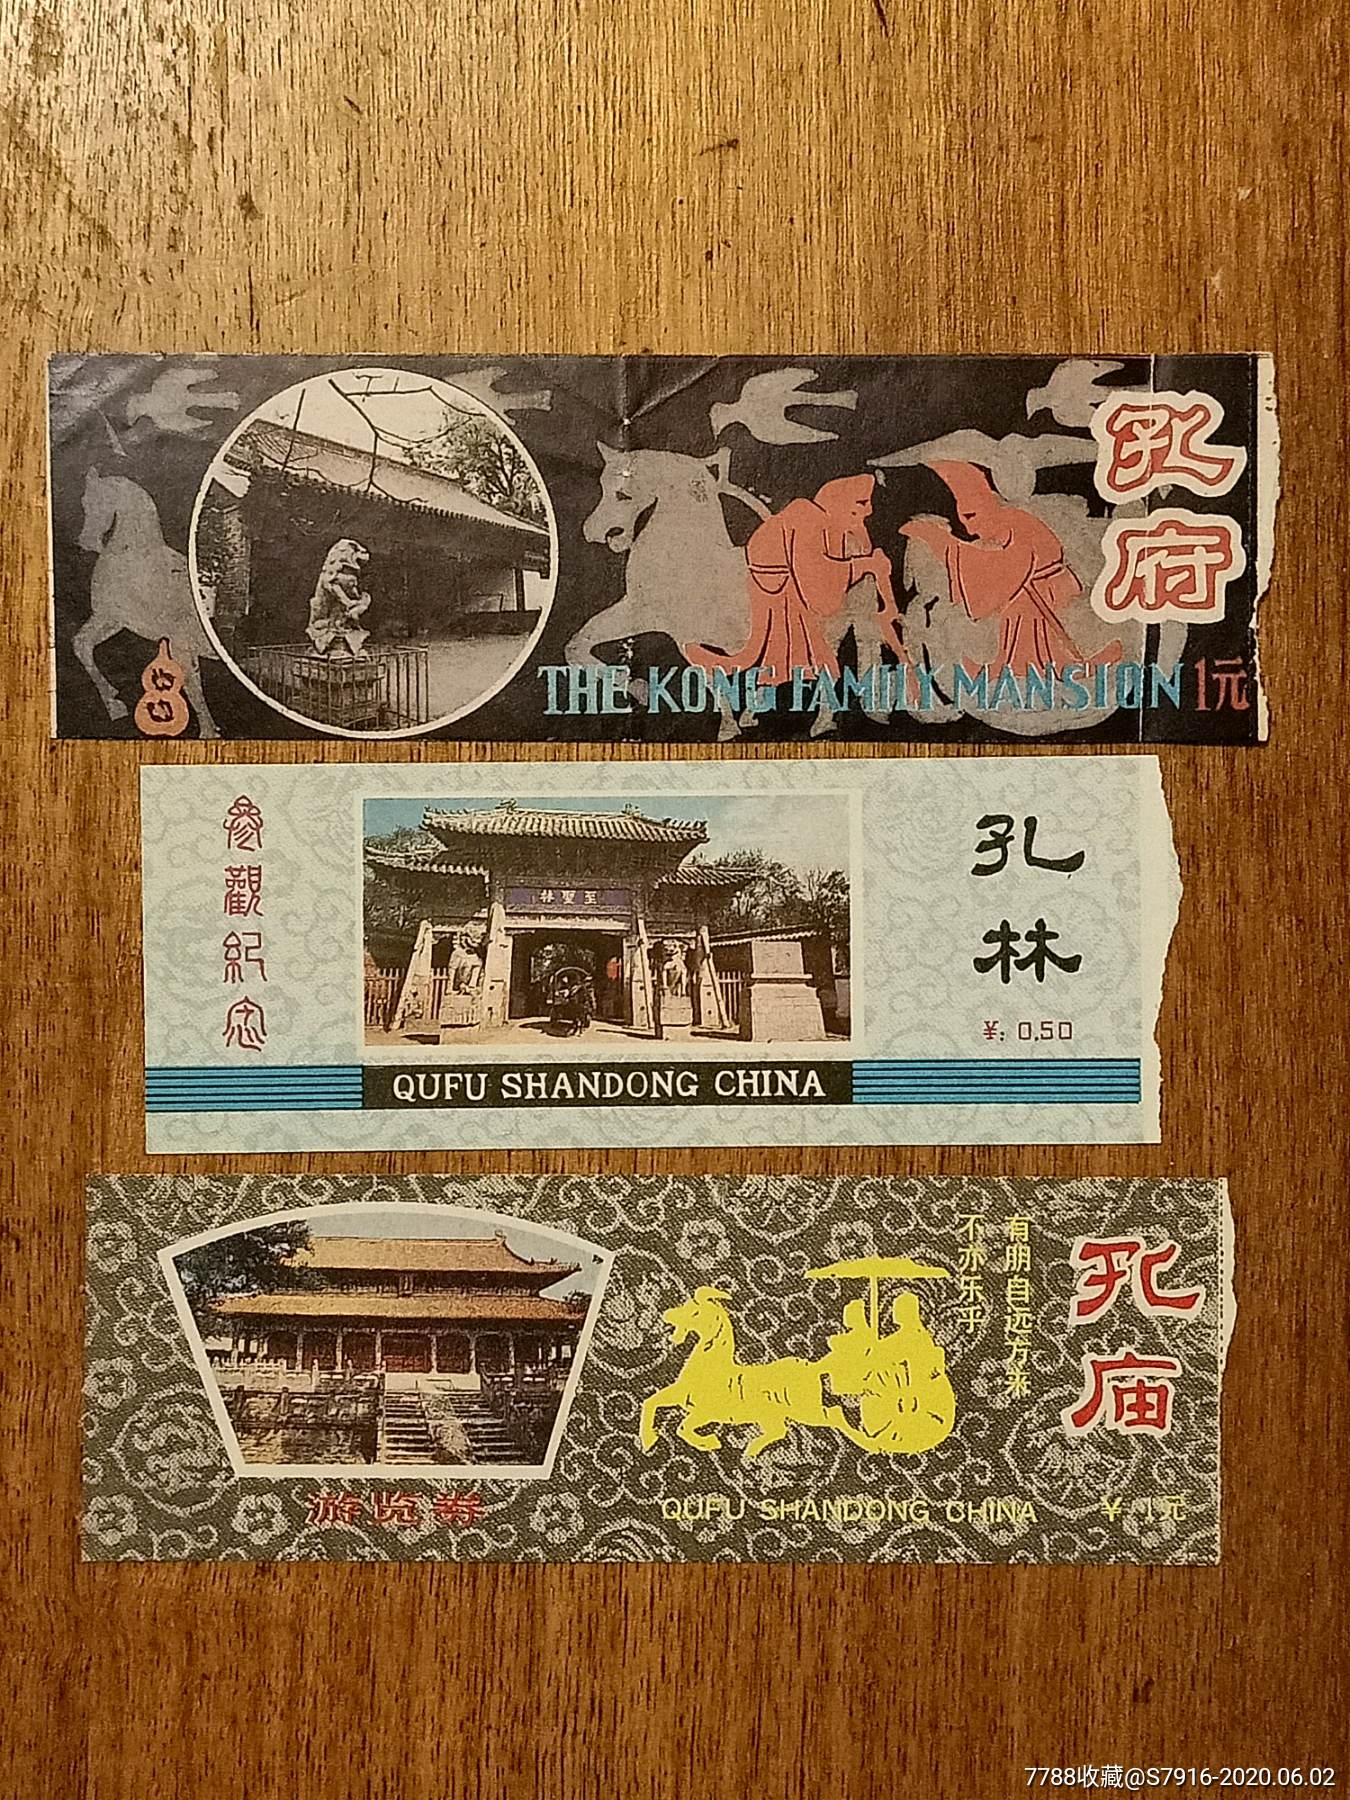 孔府
THE KONG FAMILY MANSION 1元
参觀紀念
至聖林
孔林
¥: 0.50
QUFU SHANDONG CHINA
有朋自远方来
不亦乐乎
孔庙
游览券
QUFU SHANDONG CHINA ¥ 1元
7788收藏@S7916-2020.06.02